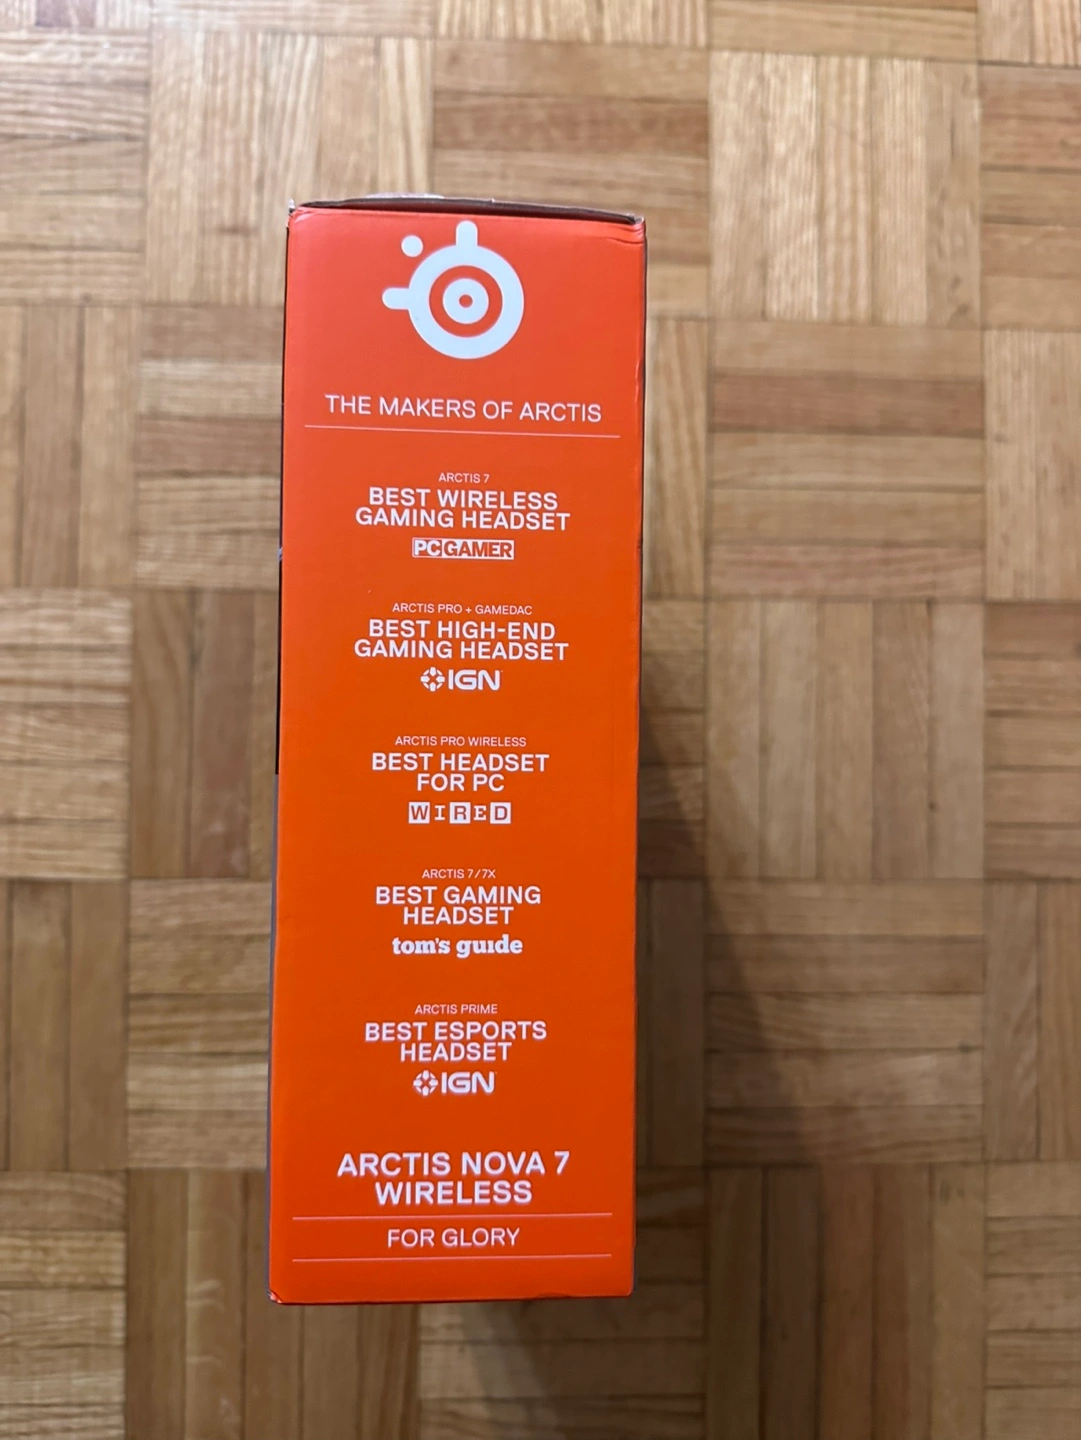 THE MAKERS OF ARCTIS
ARCTIS 7
BEST WIRELESS
GAMING HEADSET
PC GAMER
ARCTIS PRO + GAMEDAC
BEST HIGH-END
GAMING HEADSET
IGN
ARCTIS PRO WIRELESS
BEST HEADSET
FOR PC
WIRED
ARCTIS 7/7X
BEST GAMING
HEADSET
tom's guide
ARCTIS PRIME
BEST ESPORTS
HEADSET
IGN
ARCTIS NOVA 7
WIRELESS
FOR GLORY